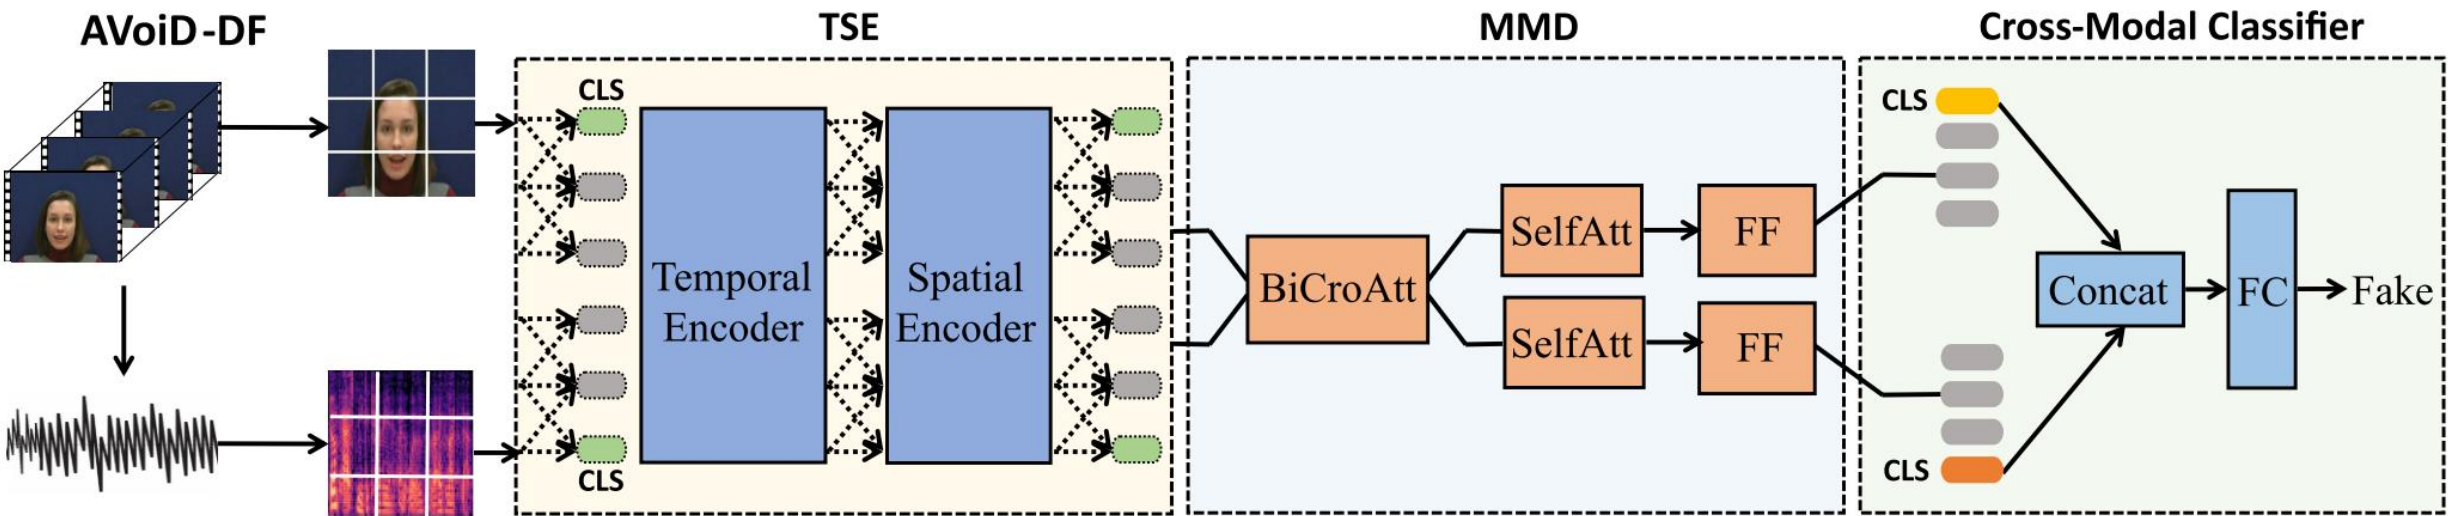 AVoiD-DF
TSE
MMD
Cross-Modal Classifier
CLS
Temporal
Encoder
Spatial
Encoder
CLS
BiCroAtt
SelfAtt
FF
SelfAtt
FF
CLS
Concat
FC
Fake
CLS